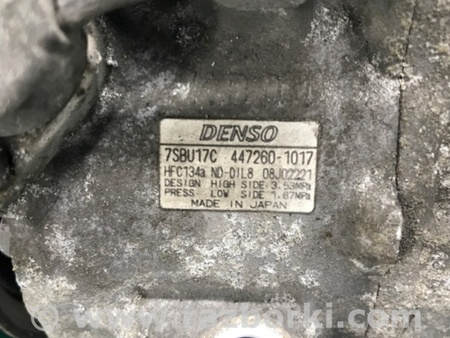 DENSO
7SBU17C 447260-1017
HFC134a ND-OIL8 08J02221
DESIGN HIGH SIDE:3.53MPa
PRESS. LOW SIDE 1.67MPa
MADE IN JAPAN